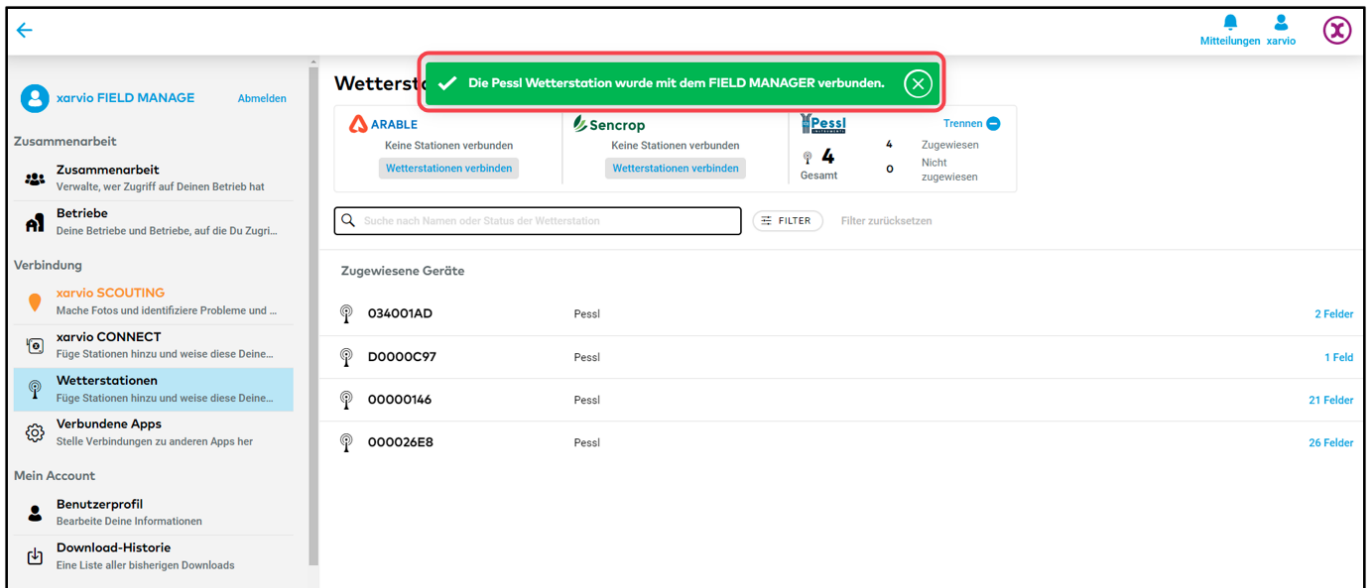 Mitteilungen xarvio
xarvio FIELD MANAGE Abmelden
Zusammenarbeit
Zusammenarbeit
Verwalte, wer Zugriff auf Deinen Betrieb hat
Betriebe
Deine Betriebe und Betriebe, auf die Du Zugri...
Verbindung
xarvio SCOUTING
Mache Fotos und identifiziere Probleme und ...
xarvio CONNECT
Füge Stationen hinzu und weise diese Deine...
Wetterstationen
Füge Stationen hinzu und weise diese Deine...
Verbundene Apps
Stelle Verbindungen zu anderen Apps her
Mein Account
Benutzerprofil
Bearbeite Deine Informationen
Download-Historie
Eine Liste aller bisherigen Downloads
Wetterst
Die Pessl Wetterstation wurde mit dem FIELD MANAGER verbunden.
ARABLE
Keine Stationen verbunden
Wetterstationen verbinden
Sencrop
Keine Stationen verbunden
Wetterstationen verbinden
Pessl
INSTRUMENTS
Trennen
4
Gesamt
4 Zugewiesen
0 Nicht
zugewiesen
Suche nach Namen oder Status der Wetterstation
FILTER
Filter zurücksetzen
Zugewiesene Geräte
034001AD Pessl 2 Felder
D0000C97 Pessl 1 Feld
00000146 Pessl 21 Felder
000026E8 Pessl 26 Felder